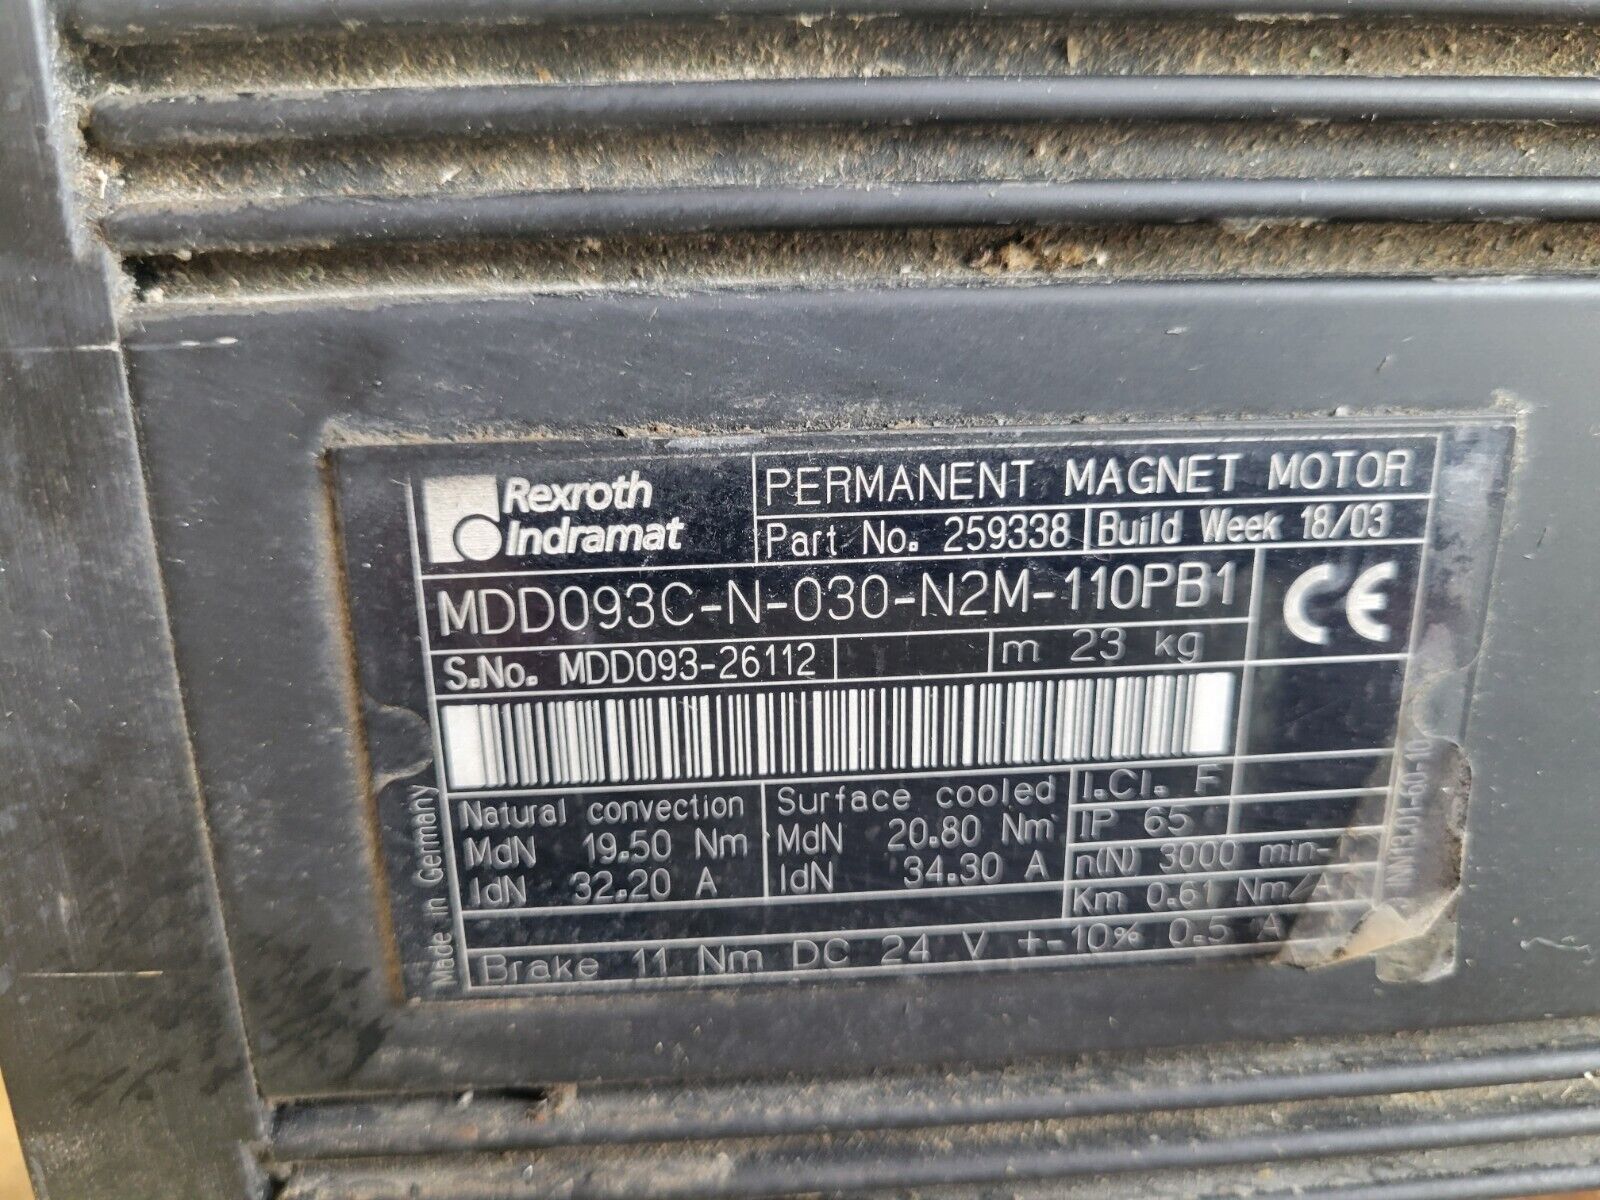 Rexroth
Indramat
PERMANENT MAGNET MOTOR
Part No. 259338 Build Week 18/03
MDD093C-N-030-N2M-110PB1
CE
S.No. MDD093-26112
m 23 kg
Natural convection
MdN 19.50 Nm
IdN 32.20 A
Surface cooled
MdN 20.80 Nm
IdN 34.30 A
I.Cl. F
IP 65
n(N) 3000 min-
Km 0.61 Nm/A
Brake 11 Nm DC 24 V +-10% 0.5 A
Made in Germany